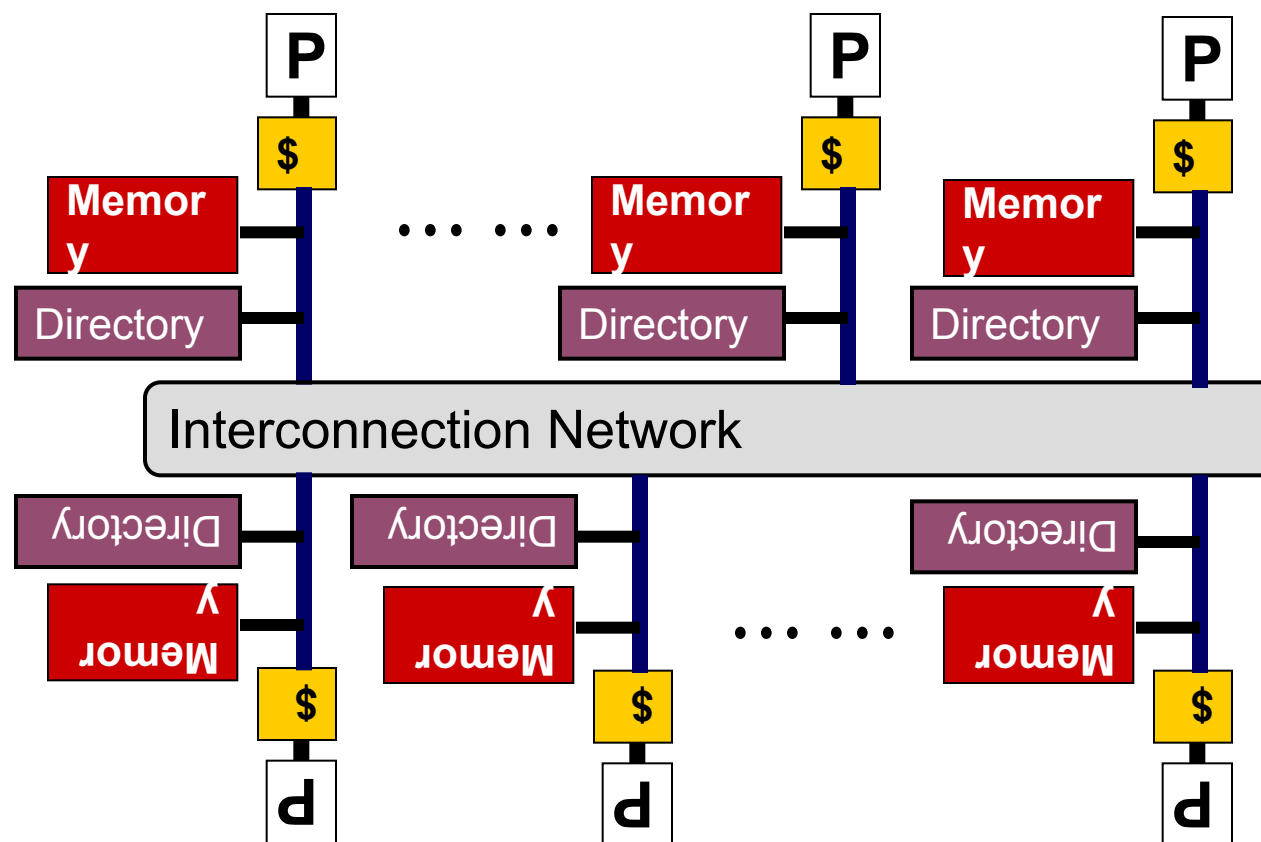 P
P
P
$
$
$
Memor
y
Memor
y
Memor
y
Directory
Directory
Directory
Interconnection Network
Directory
Directory
Directory
Memor
y
Memor
y
Memor
y
$
$
$
P
P
P